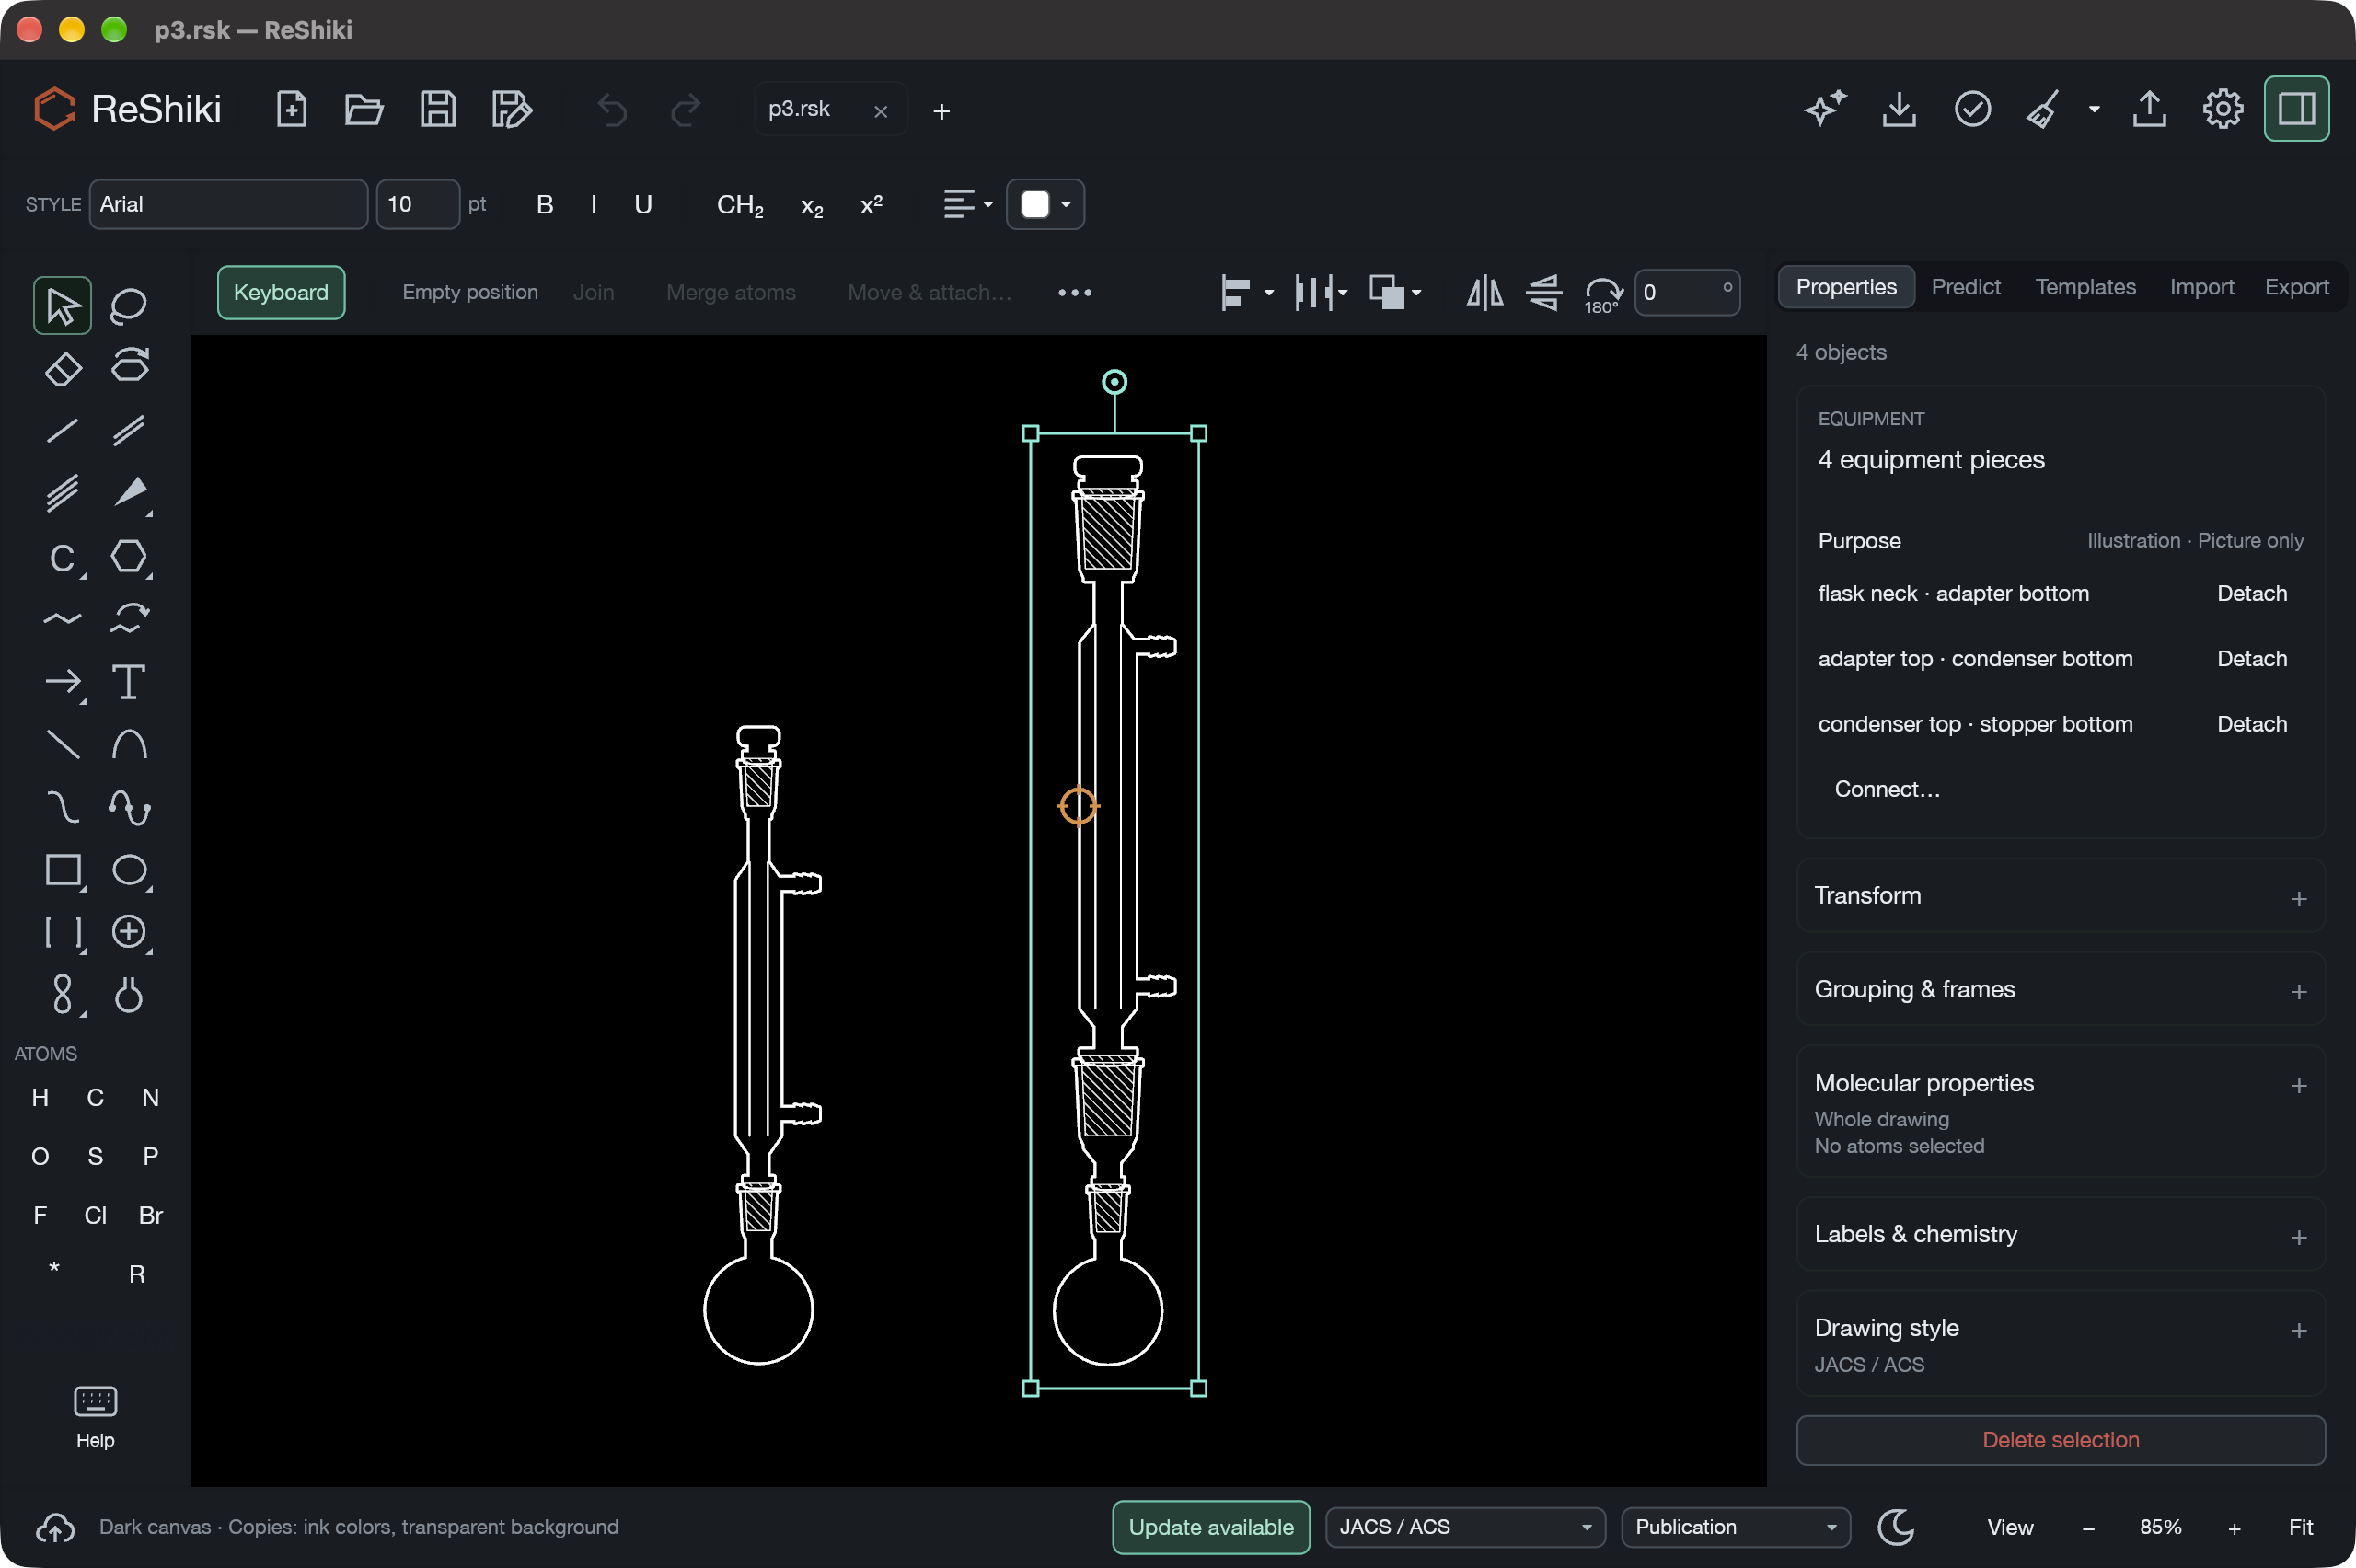 p3.rsk — ReShiki
ReShiki
p3.rsk
STYLE Arial 10 pt B I U CH₂ x₂ x²
Keyboard Empty position Join Merge atoms Move & attach... 180° 0 °
Properties Predict Templates Import Export
4 objects
EQUIPMENT
4 equipment pieces
Purpose Illustration · Picture only
flask neck · adapter bottom Detach
adapter top · condenser bottom Detach
condenser top · stopper bottom Detach
Connect...
Transform
Grouping & frames
Molecular properties
Whole drawing
No atoms selected
Labels & chemistry
Drawing style
JACS / ACS
Delete selection
C
T
[ ]
ATOMS
H C N
O S P
F Cl Br
* R
Help
Dark canvas · Copies: ink colors, transparent background
Update available JACS / ACS Publication View − 85% + Fit